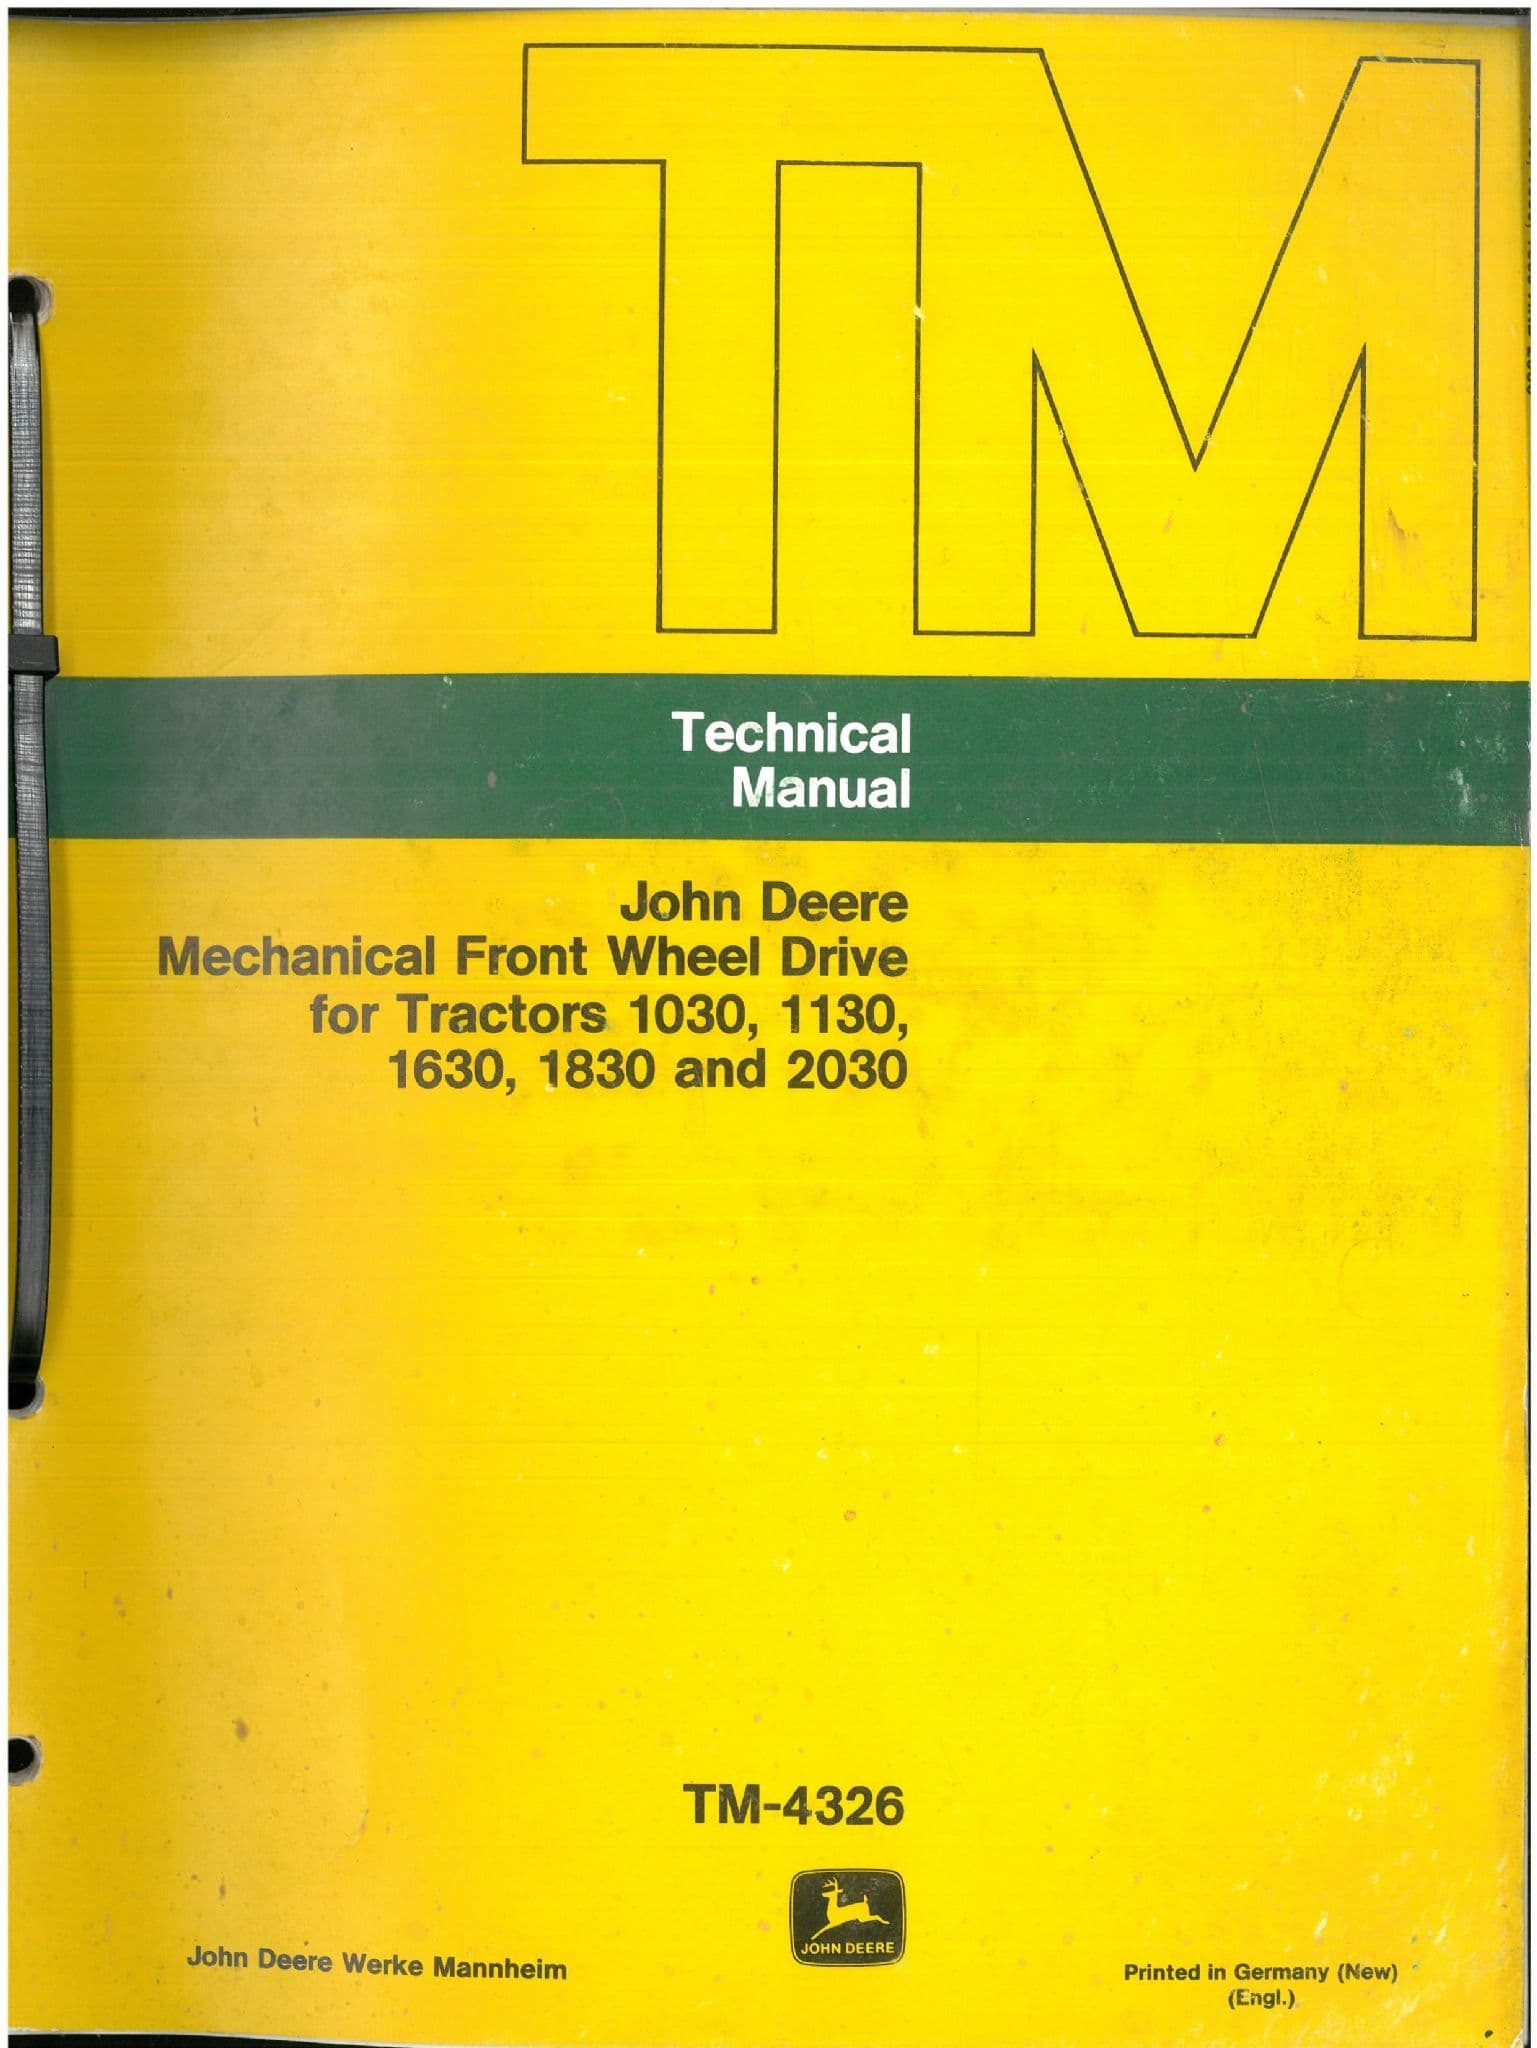 TM
Technical
Manual
John Deere
Mechanical Front Wheel Drive
for Tractors 1030, 1130,
1630, 1830 and 2030
TM-4326
JOHN DEERE
John Deere Werke Mannheim
Printed in Germany (New)
(Engl.)